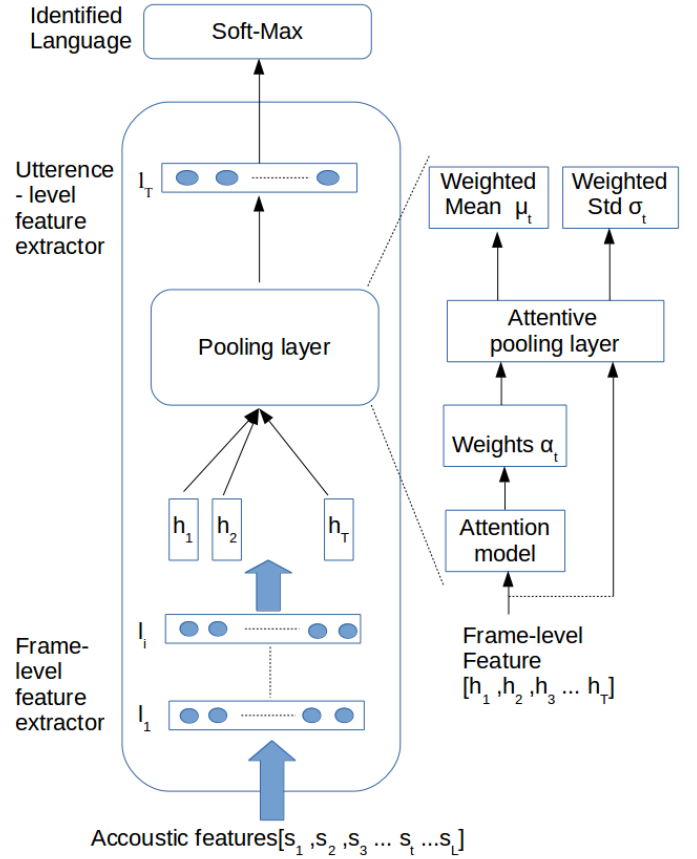 Identified
Language
Soft-Max
Utterence
- level
feature
extractor
l_T
Weighted
Mean μ_t
Weighted
Std σ_t
Pooling layer
Attentive
pooling layer
Weights α_t
h_1
h_2
h_T
Attention
model
l_i
Frame-
level
feature
extractor
l_1
Frame-level
Feature
[h_1 ,h_2 ,h_3 ... h_T]
Accoustic features[s_1 ,s_2 ,s_3 ... s_t ...s_L]